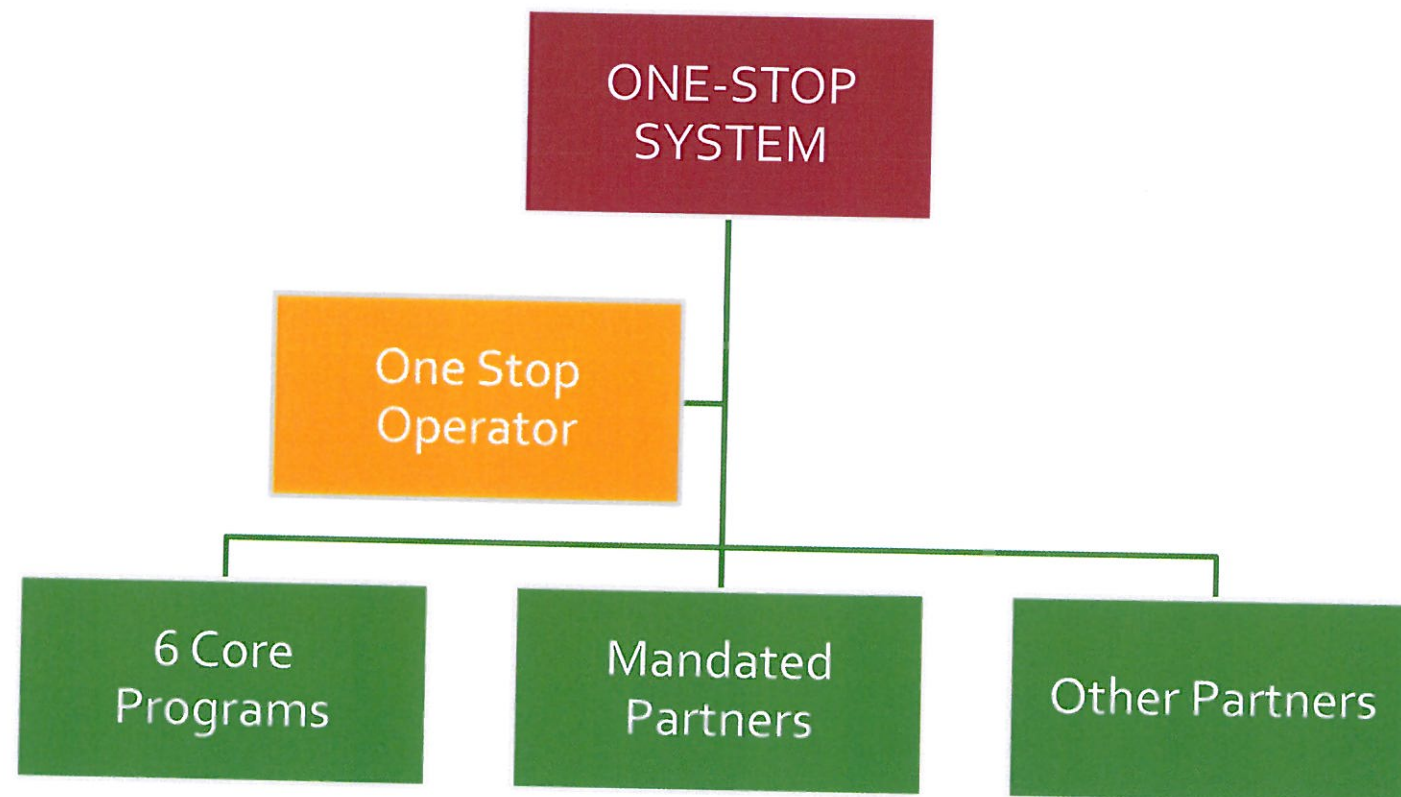 ONE-STOP
SYSTEM
One Stop
Operator
6 Core
Programs
Mandated
Partners
Other Partners